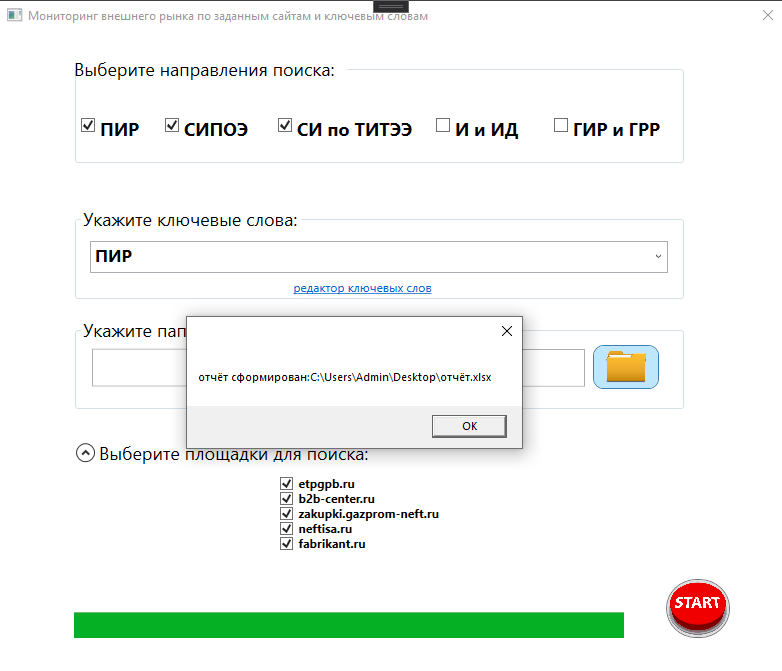 Мониторинг внешнего рынка по заданным сайтам и ключевым словам
Выберите направления поиска:
ПИР СИПОЭ СИ по ТИТЭЭ И и ИД ГИР и ГРР
Укажите ключевые слова:
ПИР
редактор ключевых слов
Укажите
отчёт сформирован:C:\Users\Admin\Desktop\отчёт.xlsx
OK
Выберите площадки для поиска:
etpgpb.ru
b2b-center.ru
zakupki.gazprom-neft.ru
neftisa.ru
fabrikant.ru
START